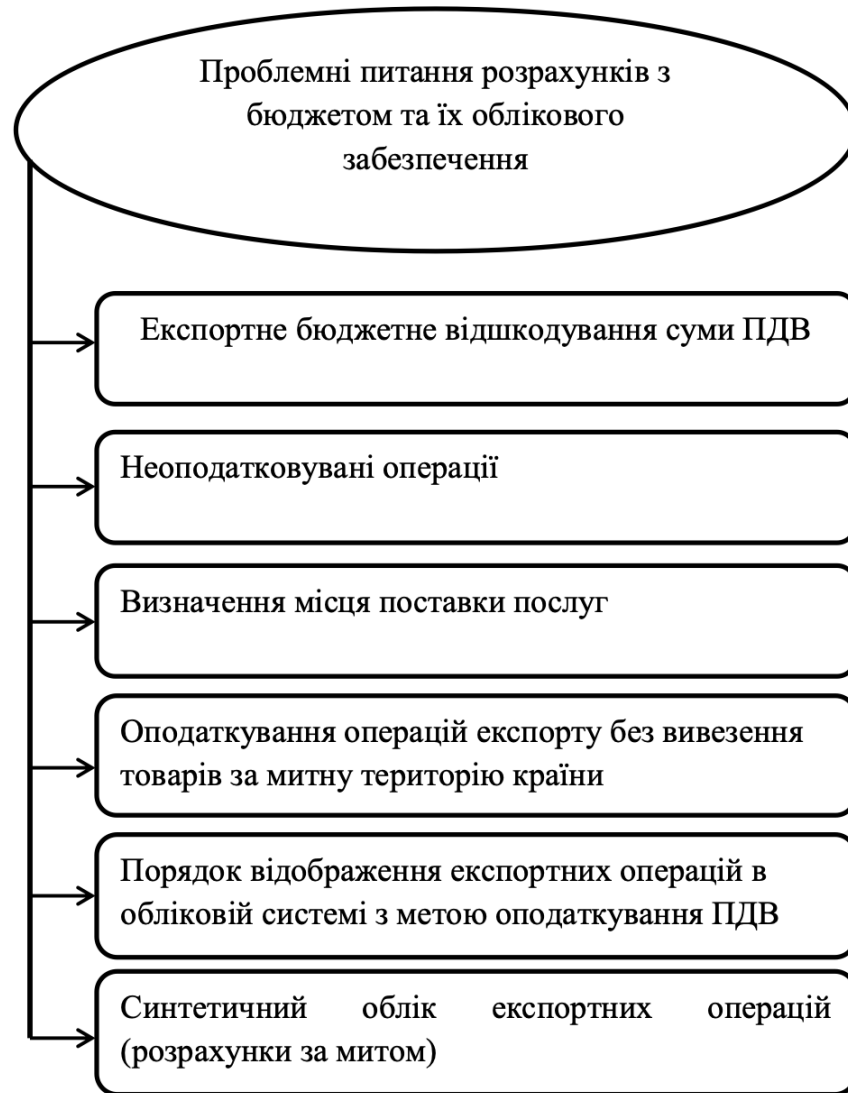 Проблемні питання розрахунків з
бюджетом та їх облікового
забезпечення
Експортне бюджетне відшкодування суми ПДВ
Неоподатковувані операції
Визначення місця поставки послуг
Оподаткування операцій експорту без вивезення
товарів за митну територію країни
Порядок відображення експортних операцій в
обліковій системі з метою оподаткування ПДВ
Синтетичний облік експортних операцій
(розрахунки за митом)